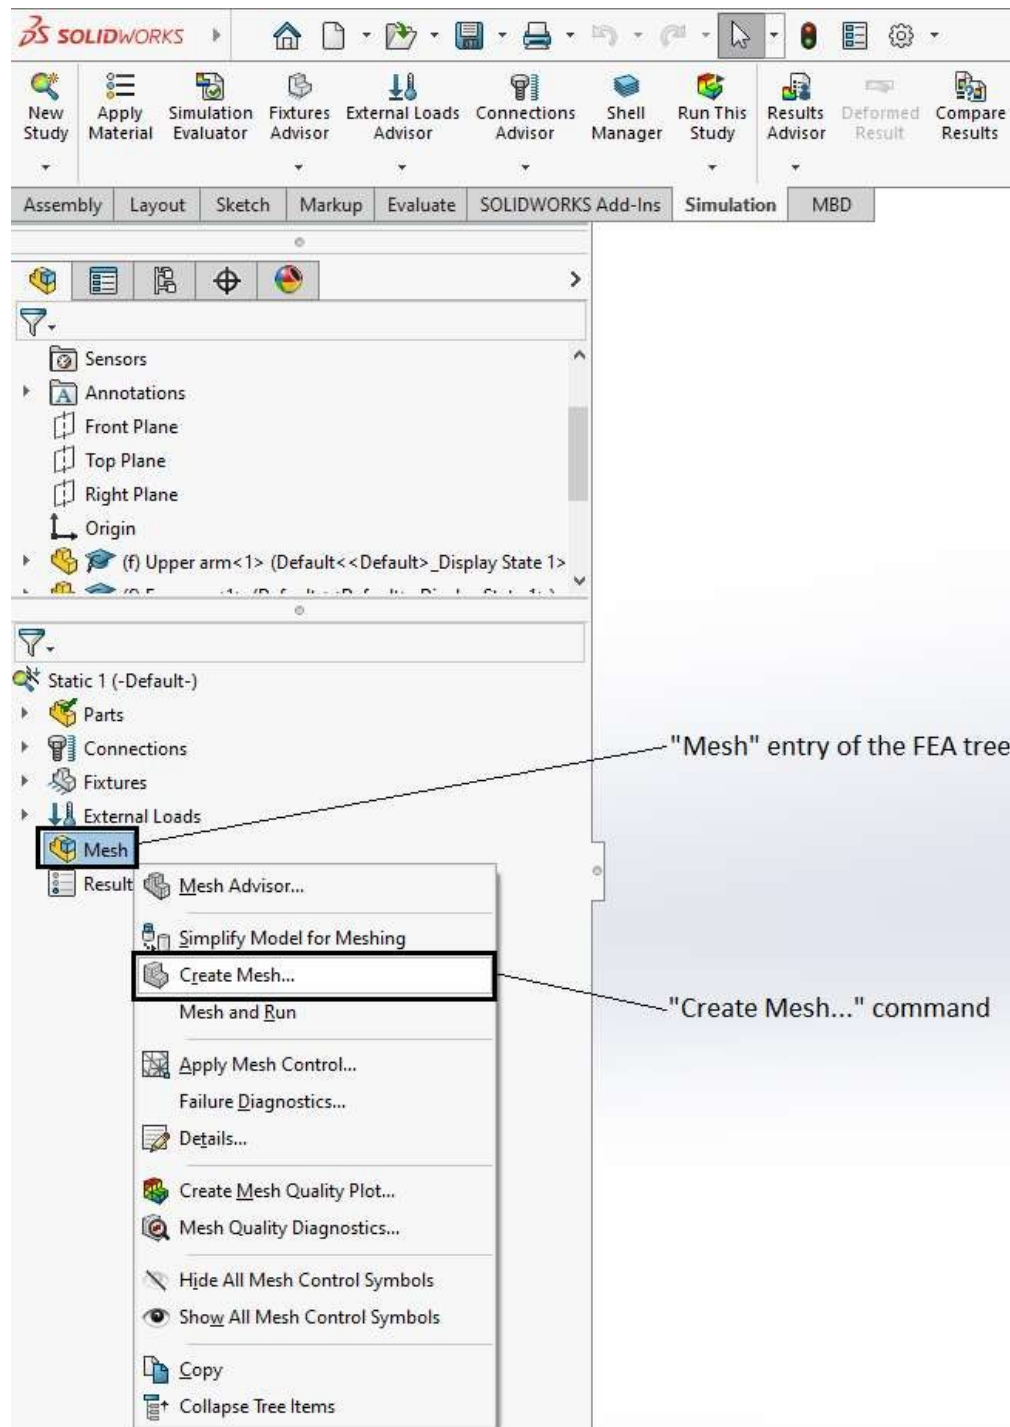 SOLIDWORKS
New Study
Apply Material
Simulation Evaluator
Fixtures Advisor
External Loads Advisor
Connections Advisor
Shell Manager
Run This Study
Results Advisor
Deformed Result
Compare Results
Assembly
Layout
Sketch
Markup
Evaluate
SOLIDWORKS Add-Ins
Simulation
MBD
Sensors
Annotations
Front Plane
Top Plane
Right Plane
Origin
(f) Upper arm<1> (Default<<Default>_Display State 1>
Static 1 (-Default-)
Parts
Connections
Fixtures
External Loads
"Mesh" entry of the FEA tree
Mesh
Result
Mesh Advisor...
Simplify Model for Meshing
Create Mesh...
"Create Mesh..." command
Mesh and Run
Apply Mesh Control...
Failure Diagnostics...
Details...
Create Mesh Quality Plot...
Mesh Quality Diagnostics...
Hide All Mesh Control Symbols
Show All Mesh Control Symbols
Copy
Collapse Tree Items